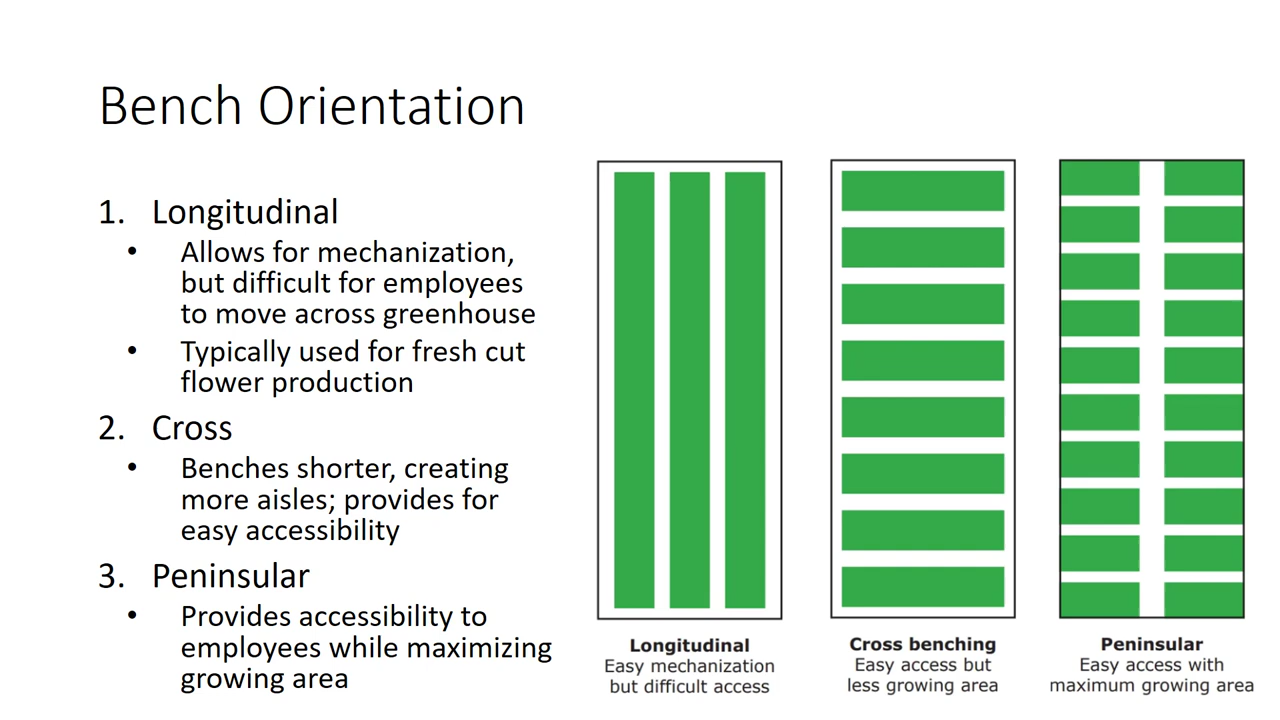 Bench Orientation
1. Longitudinal
• Allows for mechanization,
but difficult for employees
to move across greenhouse
• Typically used for fresh cut
flower production
2. Cross
• Benches shorter, creating
more aisles; provides for
easy accessibility
3. Peninsular
• Provides accessibility to
employees while maximizing
growing area
Longitudinal
Easy mechanization
but difficult access
Cross benching
Easy access but
less growing area
Peninsular
Easy access with
maximum growing area